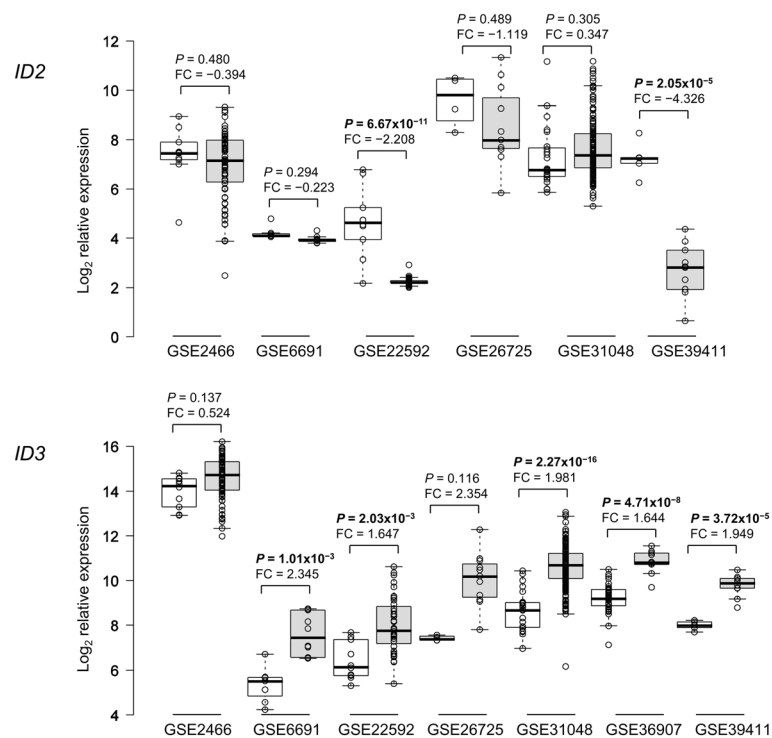 ID2
Log2 relative expression
12
10
8
6
4
2
0
P = 0.480
FC = −0.394
P = 0.294
FC = −0.223
P = 6.67x10−11
FC = −2.208
P = 0.489
FC = −1.119
P = 0.305
FC = 0.347
P = 2.05x10−5
FC = −4.326
GSE2466 GSE6691 GSE22592 GSE26725 GSE31048 GSE39411
ID3
Log2 relative expression
16
14
12
10
8
6
4
P = 0.137
FC = 0.524
P = 1.01x10−3
FC = 2.345
P = 2.03x10−3
FC = 1.647
P = 0.116
FC = 2.354
P = 2.27x10−16
FC = 1.981
P = 4.71x10−8
FC = 1.644
P = 3.72x10−5
FC = 1.949
GSE2466 GSE6691 GSE22592 GSE26725 GSE31048 GSE36907 GSE39411